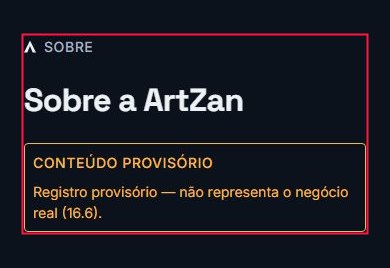 SOBRE
Sobre a ArtZan
CONTEÚDO PROVISÓRIO
Registro provisório — não representa o negócio
real (16.6).